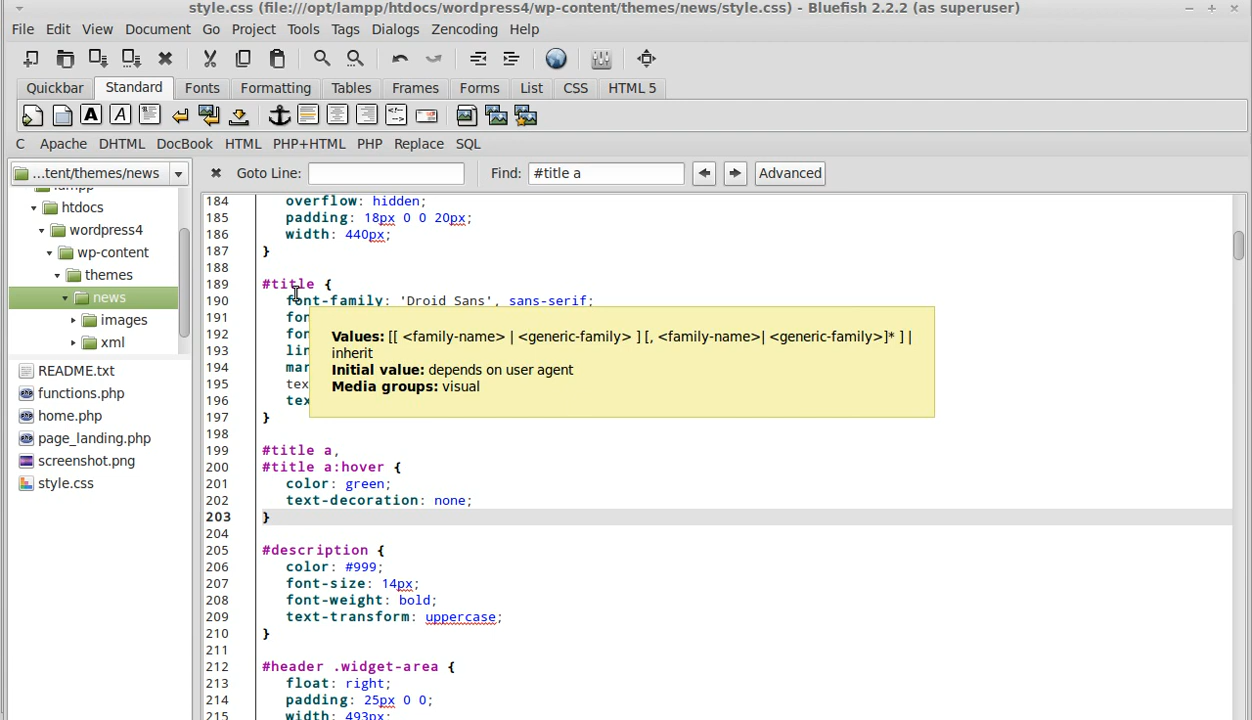 style.css (file:///opt/lampp/htdocs/wordpress4/wp-content/themes/news/style.css) - Bluefish 2.2.2 (as superuser)
File Edit View Document Go Project Tools Tags Dialogs Zencoding Help
Quickbar Standard Fonts Formatting Tables Frames Forms List CSS HTML 5
A A
C Apache DHTML DocBook HTML PHP+HTML PHP Replace SQL
...tent/themes/news
Goto Line: Find: #title a Advanced
lampp
htdocs
wordpress4
wp-content
themes
news
images
xml
README.txt
functions.php
home.php
page_landing.php
screenshot.png
style.css
184 overflow: hidden;
185 padding: 18px 0 0 20px;
186 width: 440px;
187 }
188
189 #title {
190 font-family: 'Droid Sans', sans-serif;
191 fon
192 fon
193 lin
194 mar
195 tex
196 tex
197 }
Values: [[ <family-name> | <generic-family> ] [, <family-name>| <generic-family>]* ] |
inherit
Initial value: depends on user agent
Media groups: visual
198
199 #title a,
200 #title a:hover {
201 color: green;
202 text-decoration: none;
203 }
204
205 #description {
206 color: #999;
207 font-size: 14px;
208 font-weight: bold;
209 text-transform: uppercase;
210 }
211
212 #header .widget-area {
213 float: right;
214 padding: 25px 0 0;
215 width: 493px;